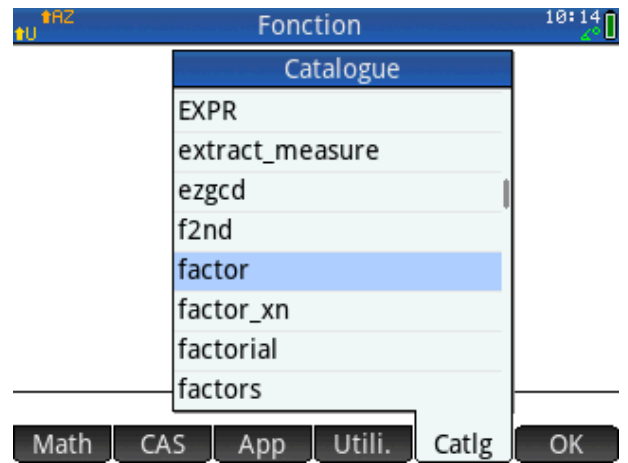 ↑AZ
↑U Fonction 10:14
∡°
Catalogue
EXPR
extract_measure
ezgcd
f2nd
factor
factor_xn
factorial
factors
Math CAS App Utili. Catlg OK